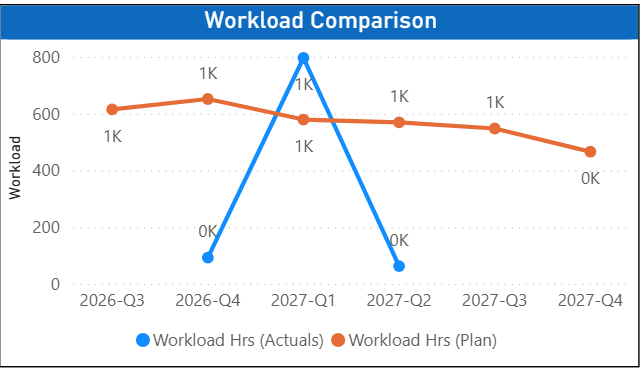 Workload Comparison
800
600
400
200
0
Workload
1K
1K
1K
1K
1K
1K
0K
0K
0K
2026-Q3 2026-Q4 2027-Q1 2027-Q2 2027-Q3 2027-Q4
Workload Hrs (Actuals) Workload Hrs (Plan)